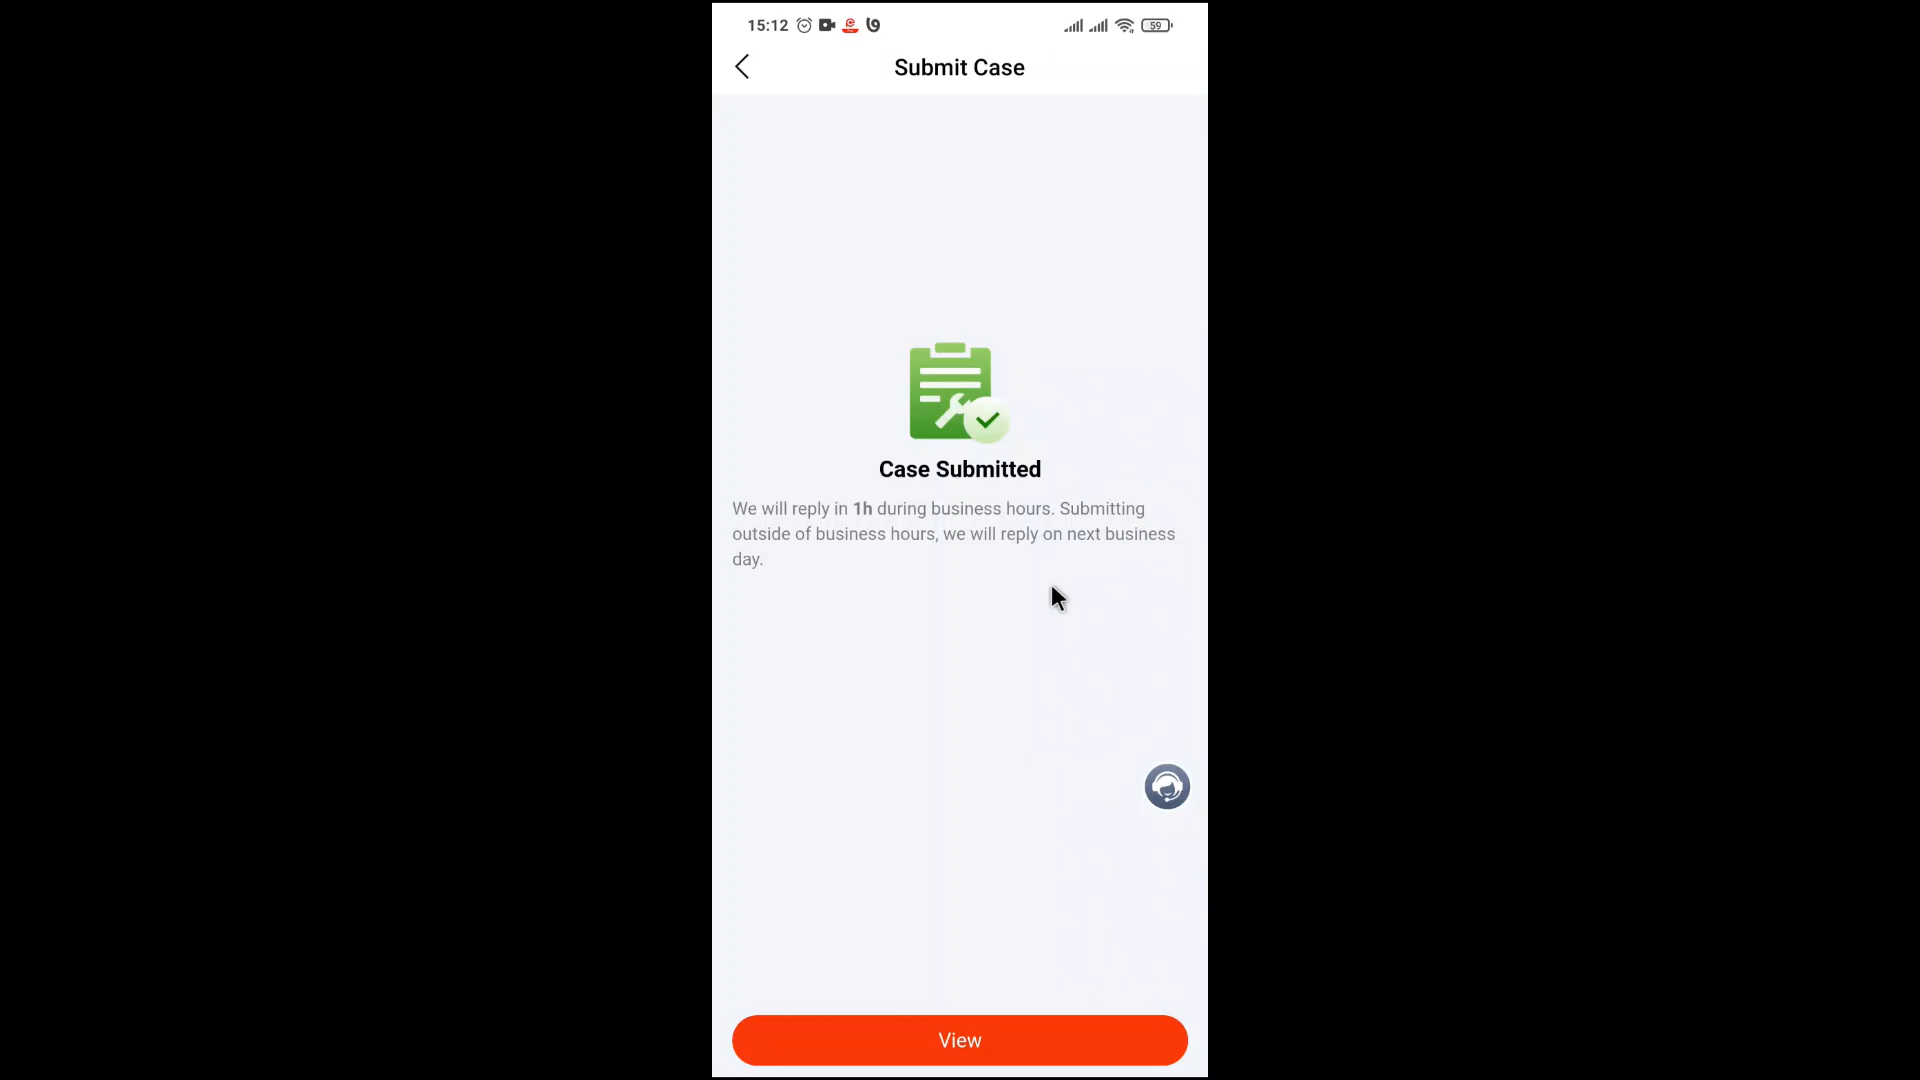 15:12
59
Submit Case
Case Submitted
We will reply in 1h during business hours. Submitting
outside of business hours, we will reply on next business
day.
View